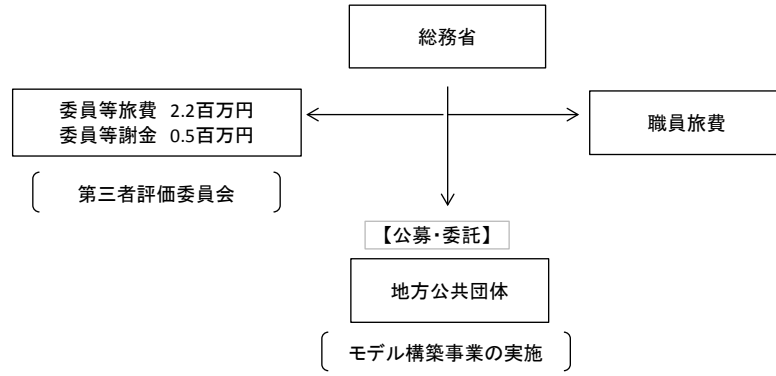 総務省
委員等旅費 2.2百万円
委員等謝金 0.5百万円
職員旅費
第三者評価委員会
【公募・委託】
地方公共団体
モデル構築事業の実施